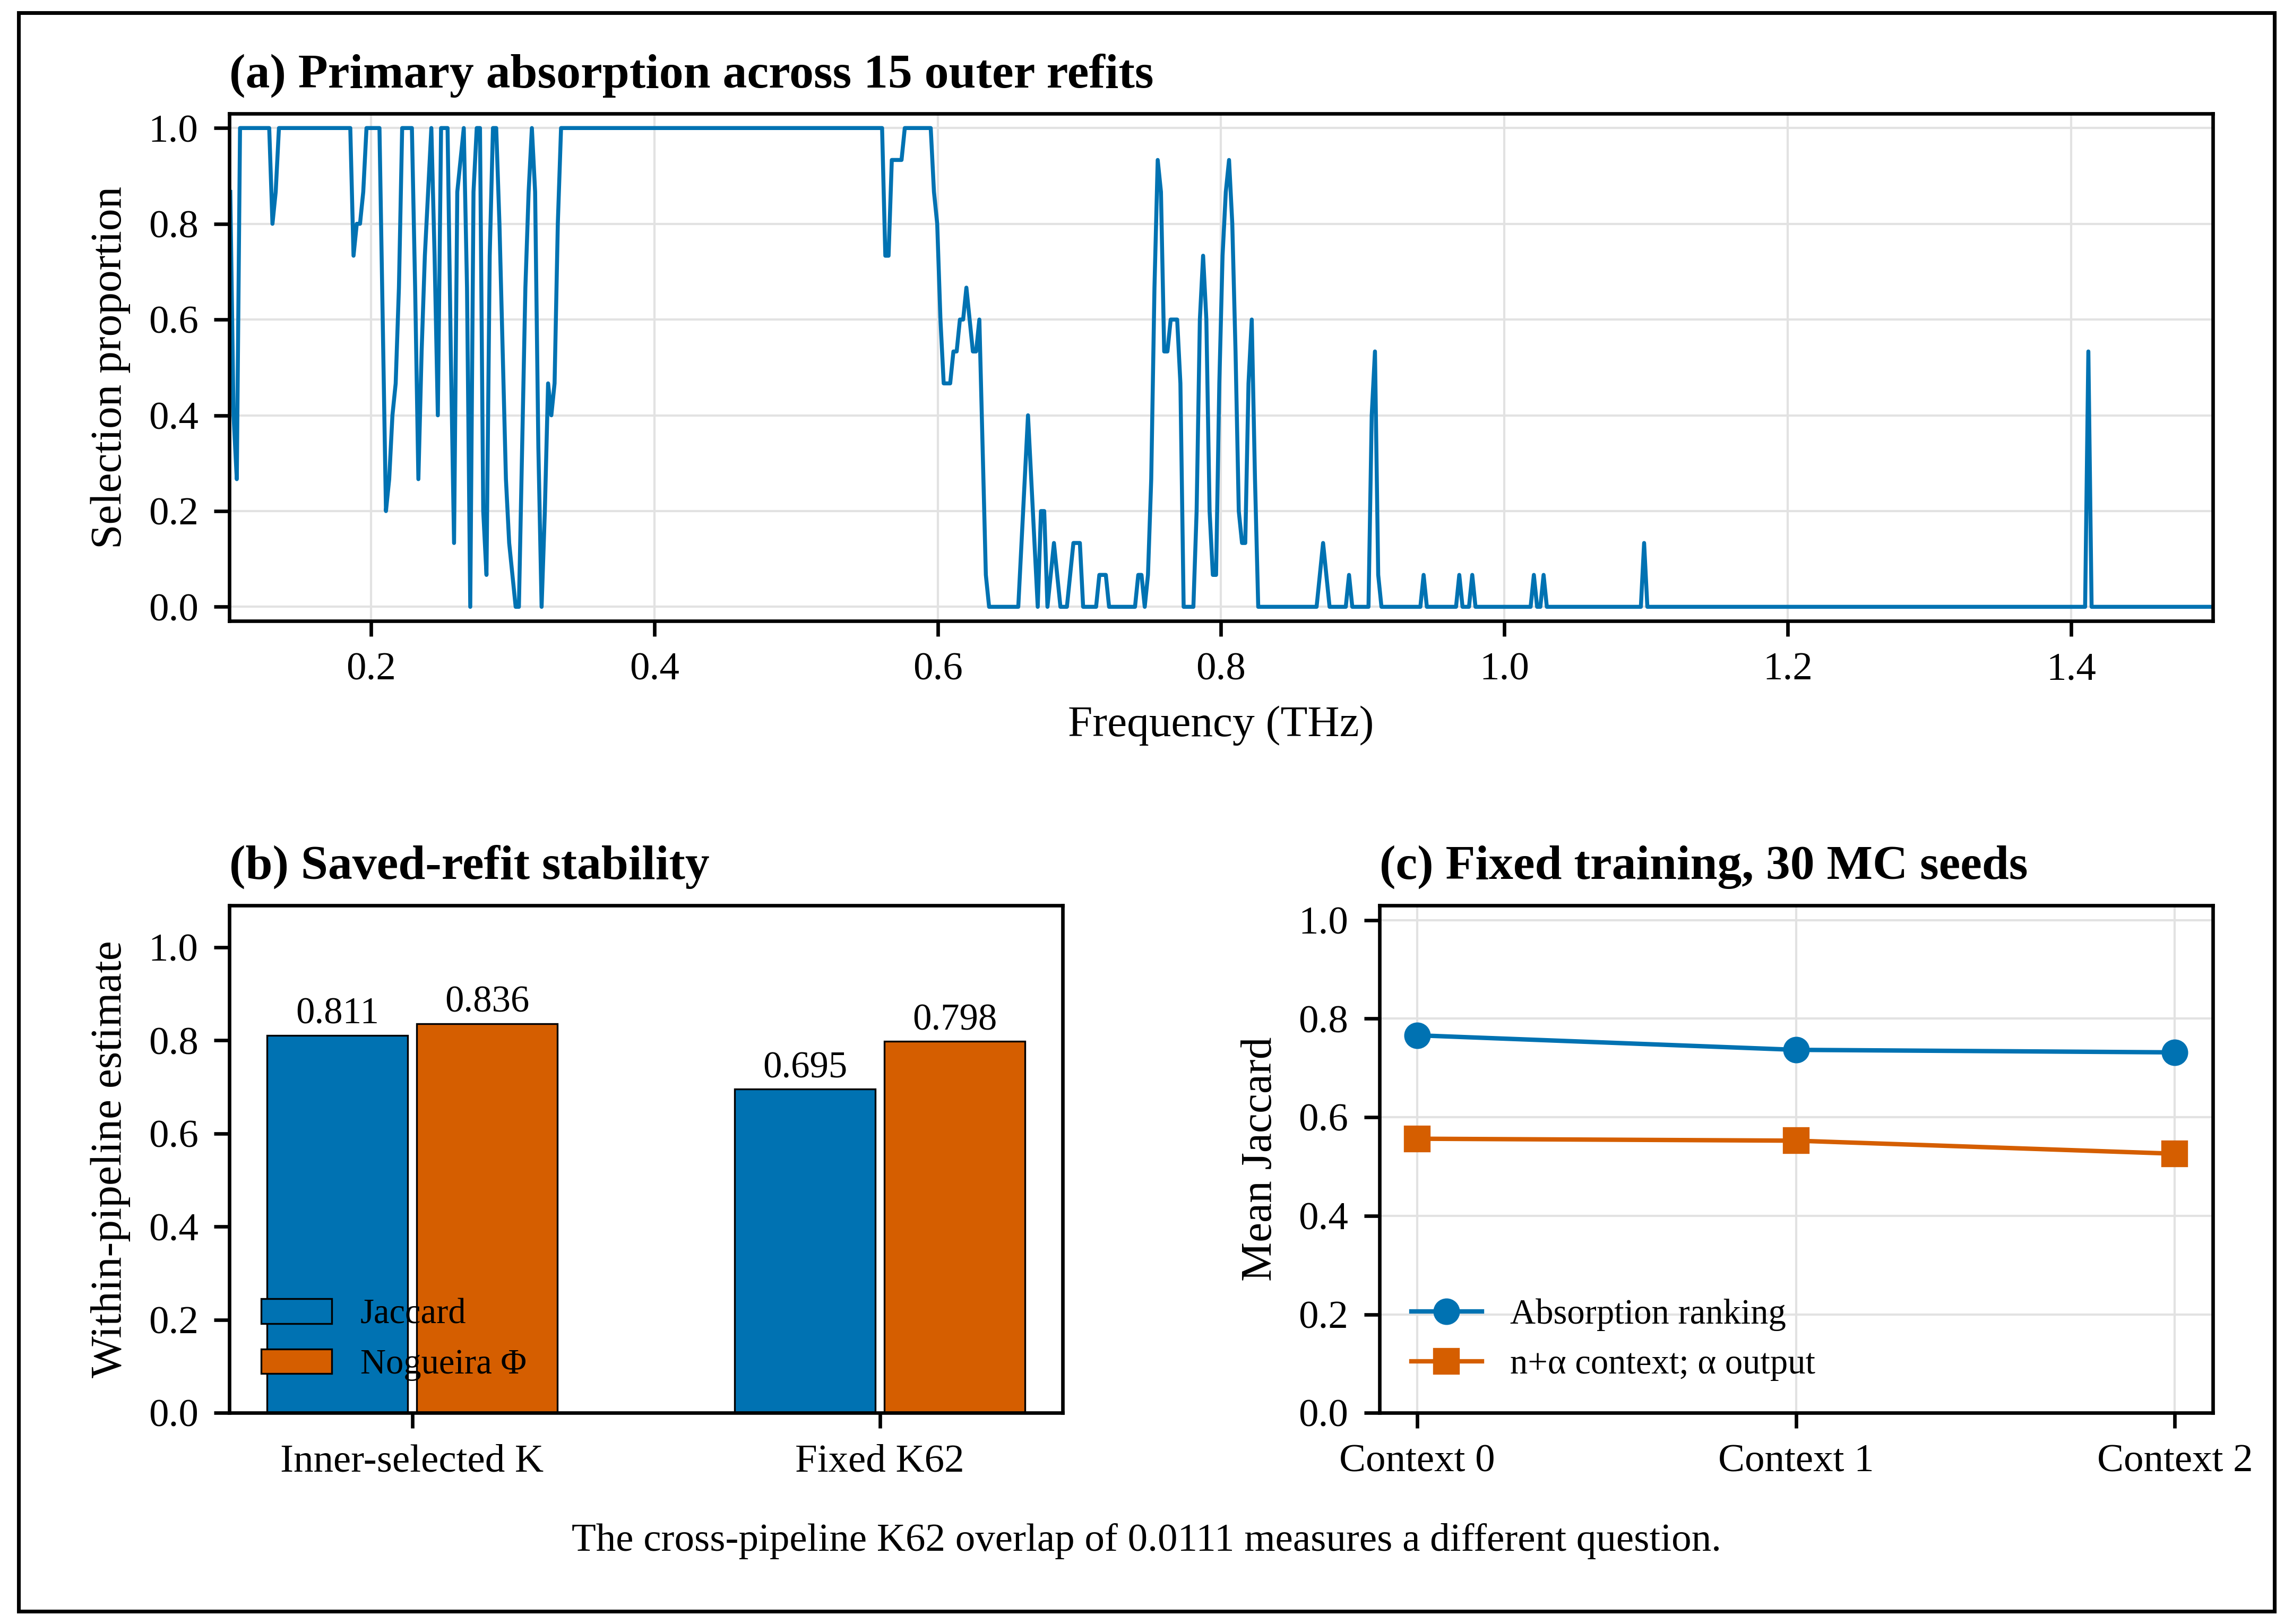 (a) Primary absorption across 15 outer refits
Selection proportion
1.0
0.8
0.6
0.4
0.2
0.0
0.2 0.4 0.6 0.8 1.0 1.2 1.4
Frequency (THz)
(b) Saved-refit stability
Within-pipeline estimate
1.0
0.8
0.6
0.4
0.2
0.0
0.811 0.836 0.695 0.798
Jaccard
Nogueira Φ
Inner-selected K Fixed K62
(c) Fixed training, 30 MC seeds
Mean Jaccard
1.0
0.8
0.6
0.4
0.2
0.0
Absorption ranking
n+α context; α output
Context 0 Context 1 Context 2
The cross-pipeline K62 overlap of 0.0111 measures a different question.